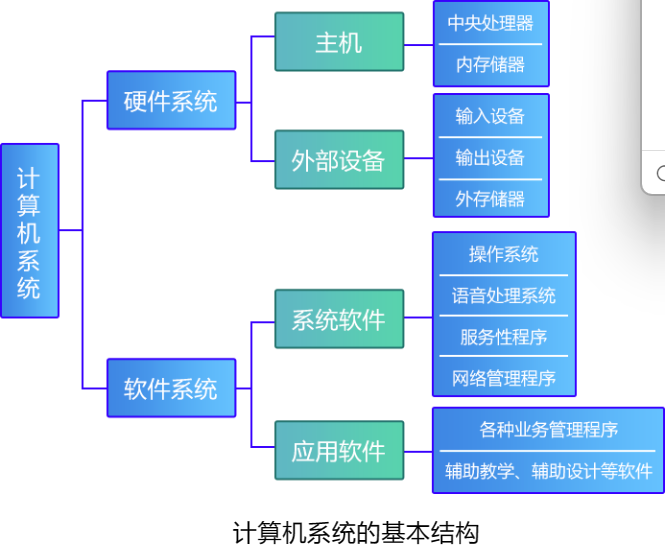 计算机系统
硬件系统
主机
中央处理器
内存储器
外部设备
输入设备
输出设备
外存储器
软件系统
系统软件
操作系统
语音处理系统
服务性程序
网络管理程序
应用软件
各种业务管理程序
辅助教学、辅助设计等软件
计算机系统的基本结构